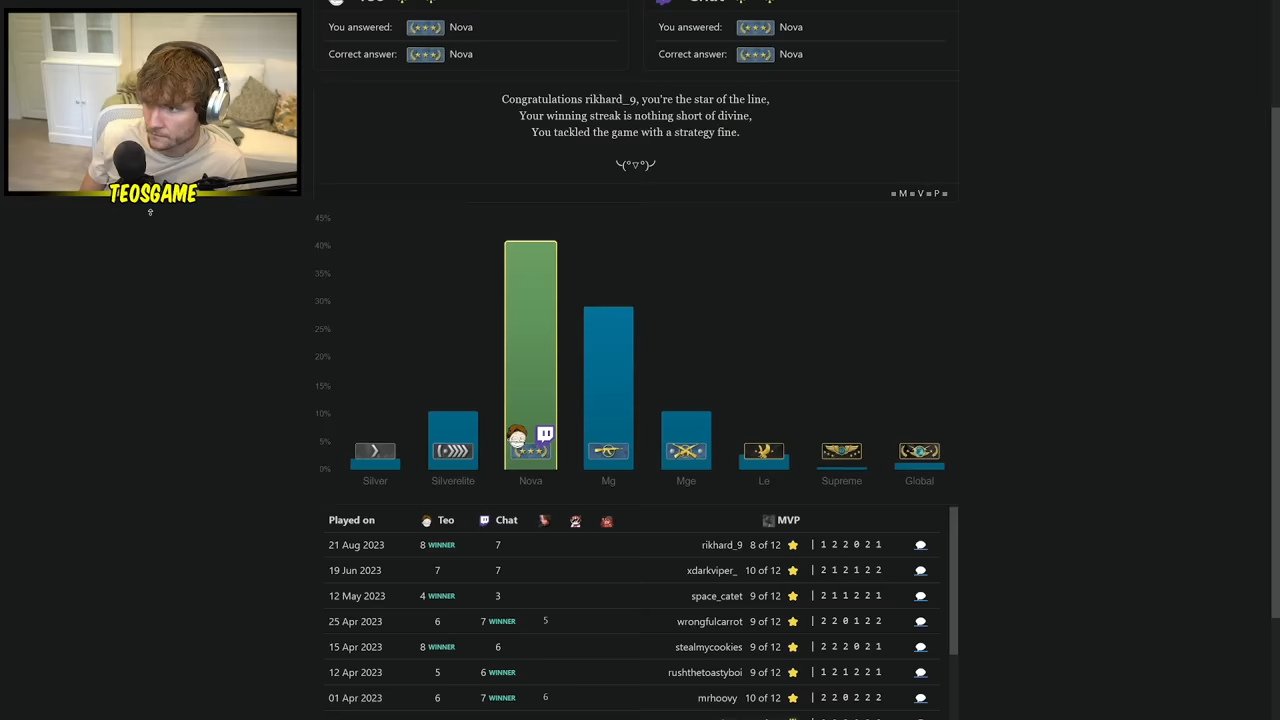 You answered: Nova
Correct answer: Nova
You answered: Nova
Correct answer: Nova
Congratulations rikhard_9, you're the star of the line,
Your winning streak is nothing short of divine,
You tackled the game with a strategy fine.
╰(°▽°)╯
= M = V = P =
TEOSGAME
45%
40%
35%
30%
25%
20%
15%
10%
5%
0%
Silver Silverelite Nova Mg Mge Le Supreme Global
Played on Teo Chat MVP
21 Aug 2023 8 WINNER 7 rikhard_9 8 of 12 | 1 2 2 0 2 1
19 Jun 2023 7 7 xdarkviper_ 10 of 12 | 2 1 2 1 2 2
12 May 2023 4 WINNER 3 space_catet 9 of 12 | 2 1 1 2 2 1
25 Apr 2023 6 7 WINNER 5 wrongfulcarrot 9 of 12 | 2 2 0 1 2 2
15 Apr 2023 8 WINNER 6 stealmycookies 9 of 12 | 2 2 2 0 2 1
12 Apr 2023 5 6 WINNER rushthetoastyboi 9 of 12 | 1 2 1 2 2 1
01 Apr 2023 6 7 WINNER 6 mrhoovy 10 of 12 | 2 2 0 2 2 2